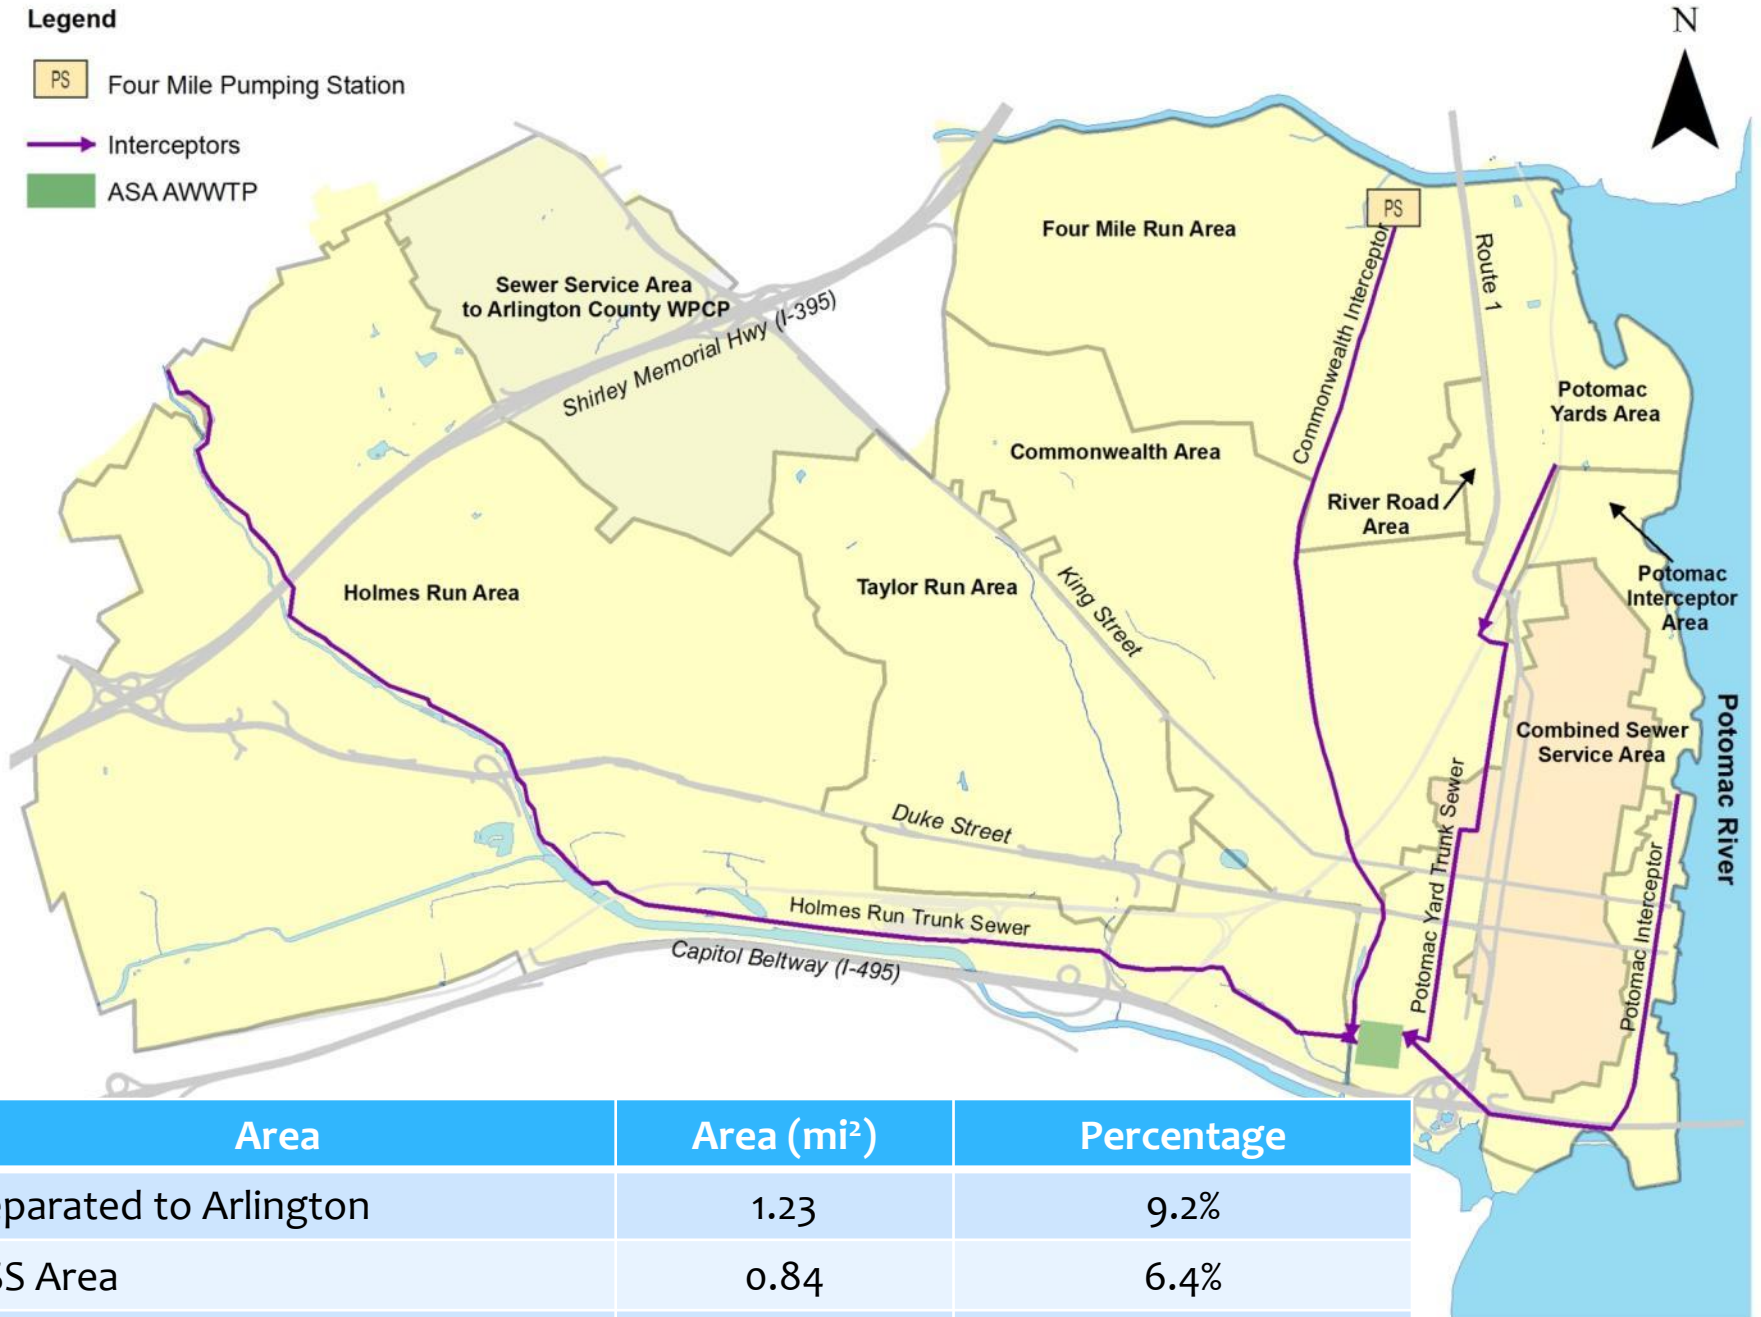 Legend
PS Four Mile Pumping Station
Interceptors
ASA AWWTP
N
PS
Four Mile Run Area
Sewer Service Area
to Arlington County WPCP
Shirley Memorial Hwy (I-395)
Commonwealth Interceptor
Route 1
Potomac
Yards Area
Commonwealth Area
River Road
Area
Potomac
Interceptor
Area
Holmes Run Area
Taylor Run Area
King Street
Combined Sewer
Service Area
Potomac River
Duke Street
Potomac Yard Trunk Sewer
Potomac Interceptor
Holmes Run Trunk Sewer
Capitol Beltway (I-495)
Area Area (mi²) Percentage
parated to Arlington 1.23 9.2%
S Area 0.84 6.4%